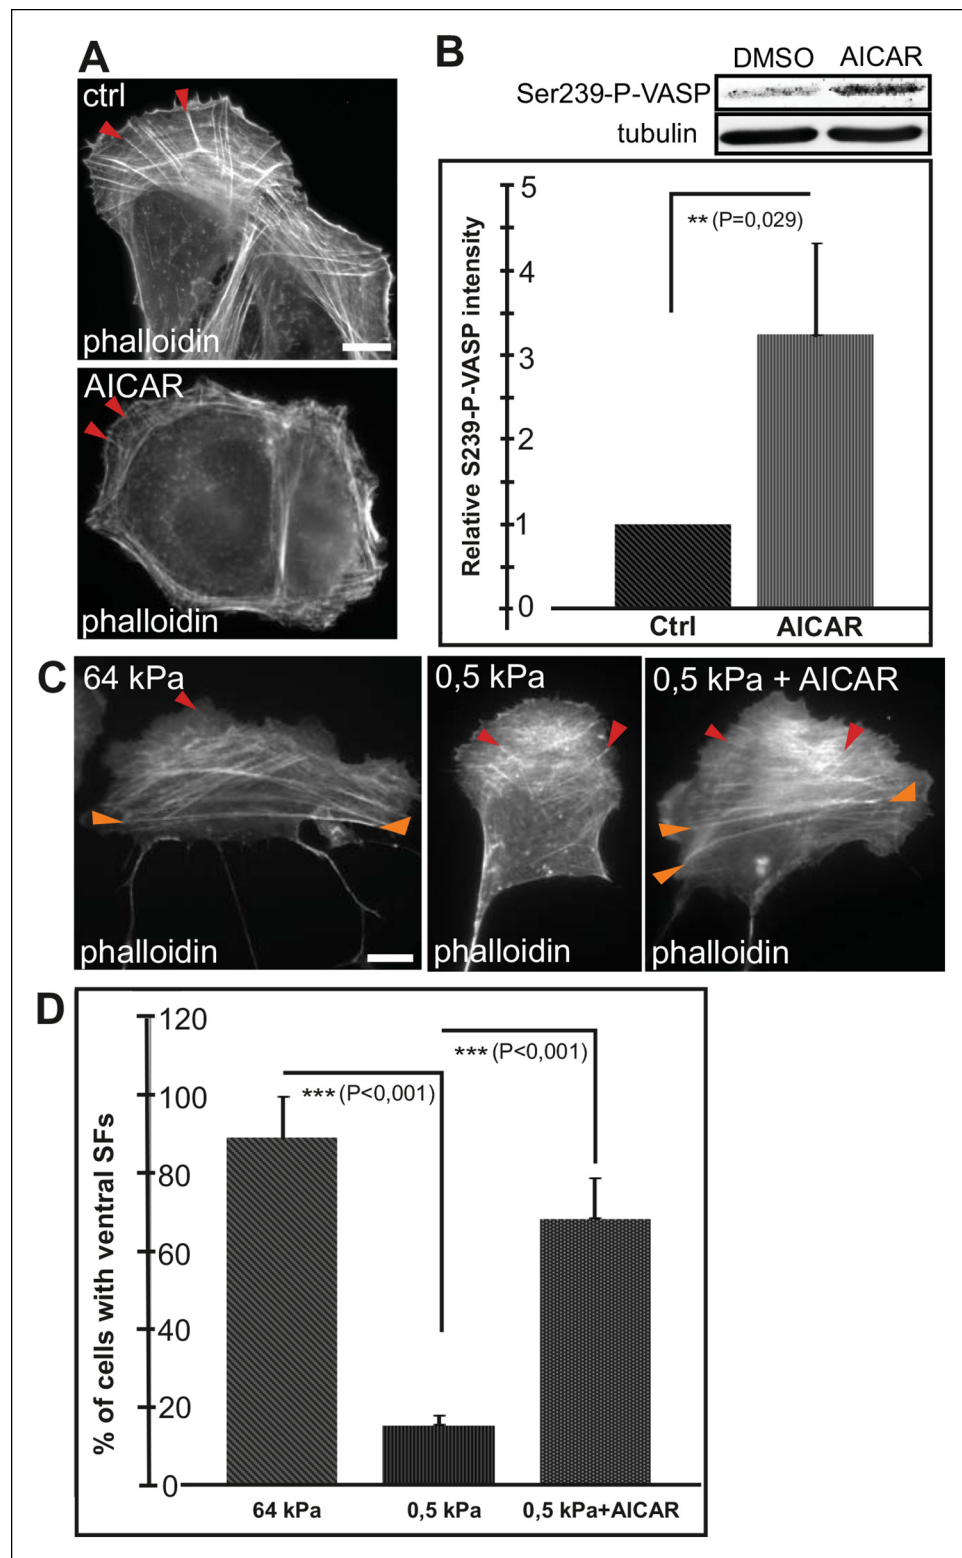 A
ctrl
phalloidin
AICAR
phalloidin
B
DMSO AICAR
Ser239-P-VASP
tubulin
Relative S239-P-VASP intensity
5
4
3
2
1
0
** (P=0,029)
Ctrl AICAR
C
64 kPa
phalloidin
0,5 kPa
phalloidin
0,5 kPa + AICAR
phalloidin
D
% of cells with ventral SFs
120
100
80
60
40
20
0
*** (P<0,001)
*** (P<0,001)
64 kPa 0,5 kPa 0,5 kPa+AICAR